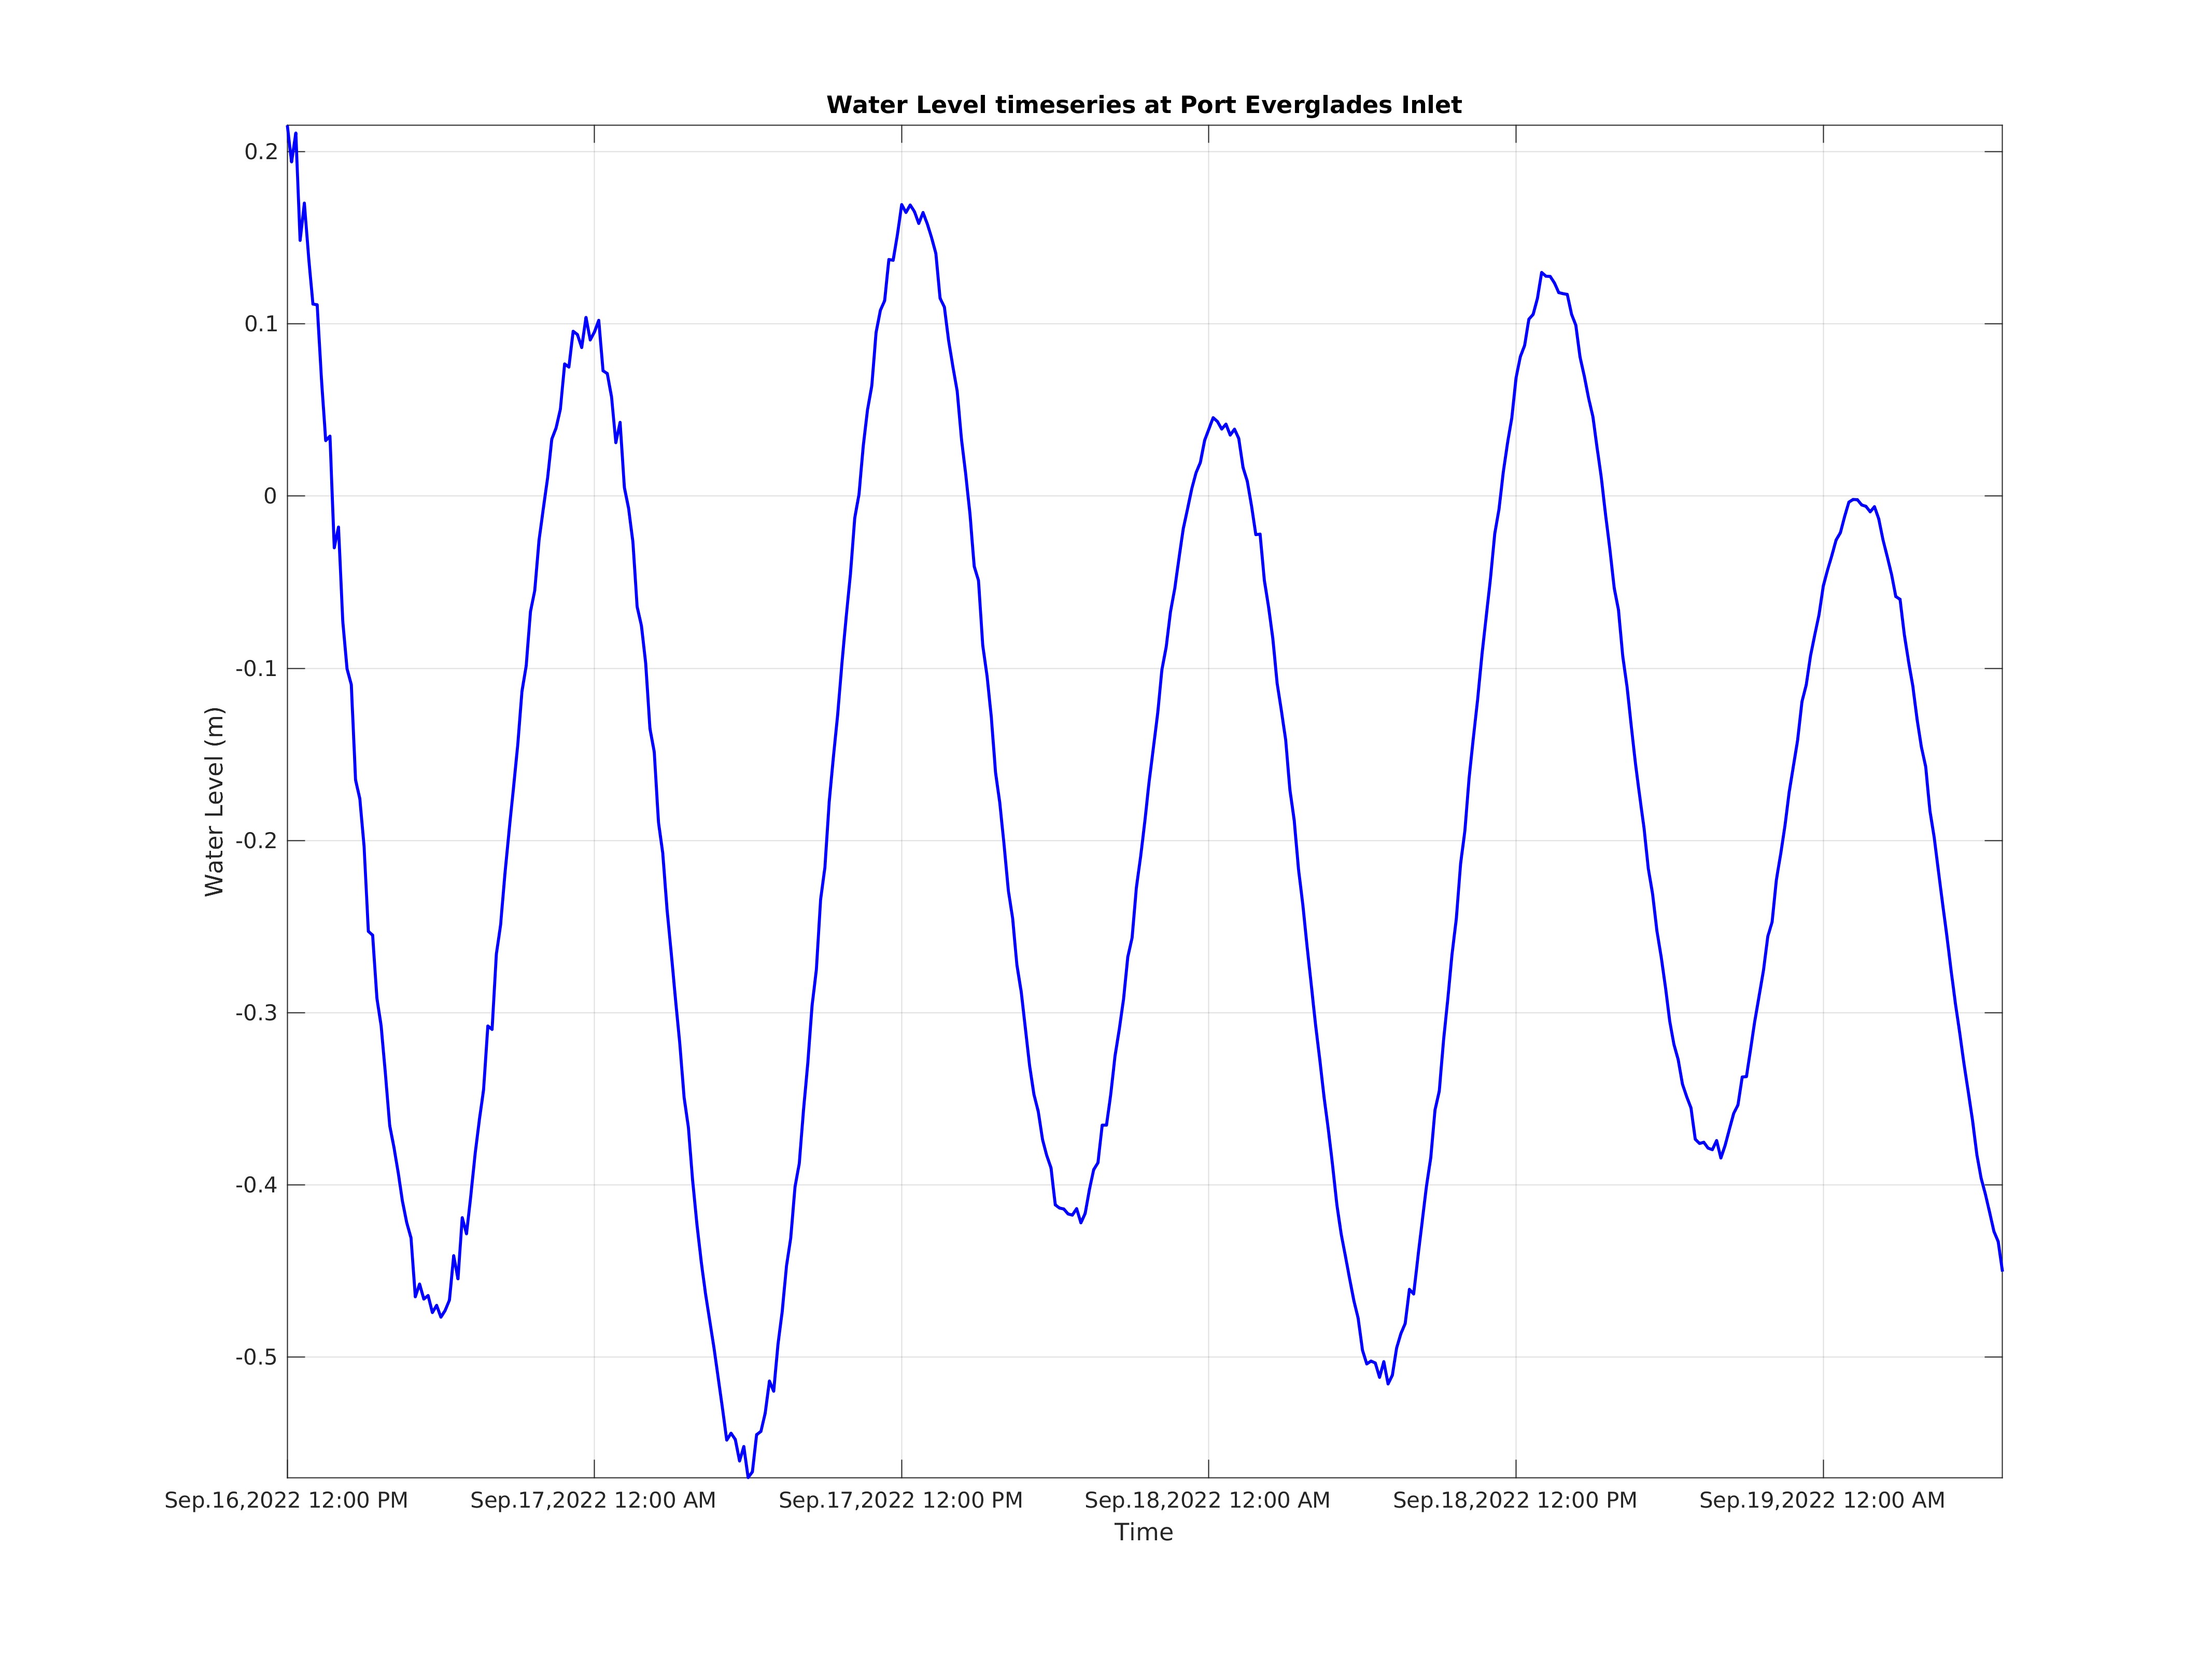 Water Level timeseries at Port Everglades Inlet
0.2
0.1
0
-0.1
-0.2
-0.3
-0.4
-0.5
Water Level (m)
Sep.16,2022 12:00 PM
Sep.17,2022 12:00 AM
Sep.17,2022 12:00 PM
Sep.18,2022 12:00 AM
Sep.18,2022 12:00 PM
Sep.19,2022 12:00 AM
Time